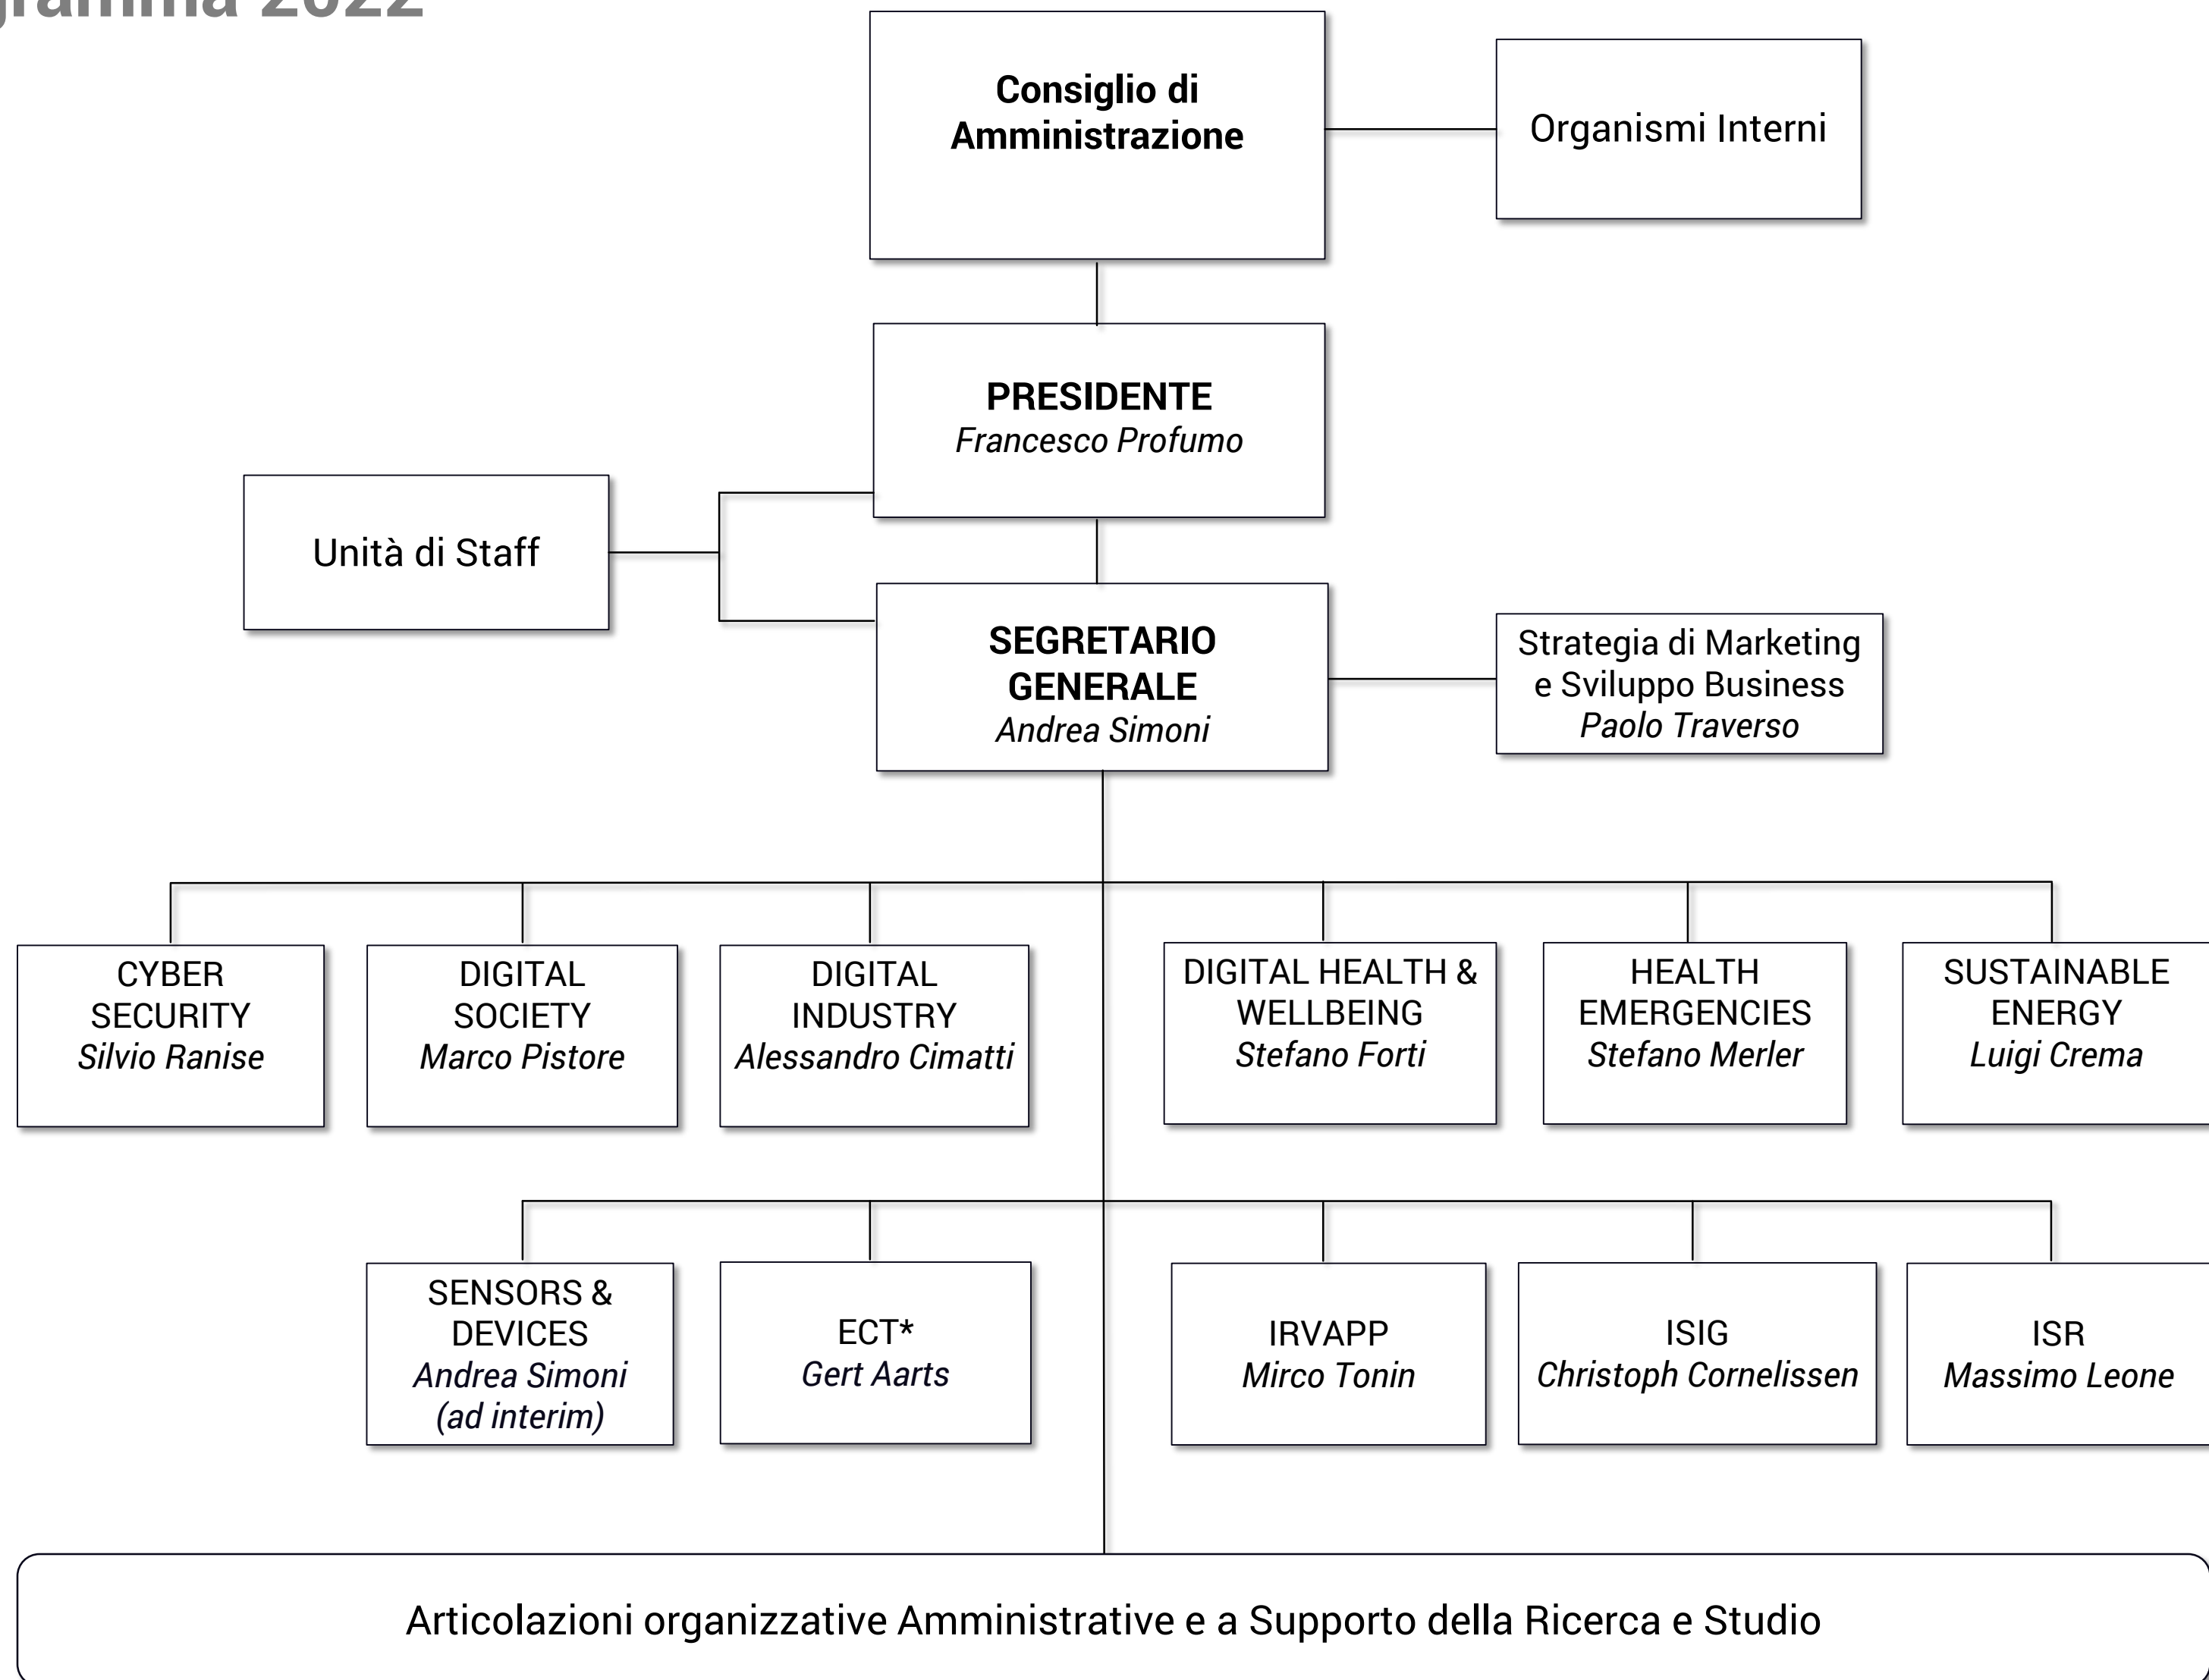 2022
Consiglio di
Amministrazione
Organismi Interni
PRESIDENTE
Francesco Profumo
Unità di Staff
SEGRETARIO
GENERALE
Andrea Simoni
Strategia di Marketing
e Sviluppo Business
Paolo Traverso
CYBER
SECURITY
Silvio Ranise
DIGITAL
SOCIETY
Marco Pistore
DIGITAL
INDUSTRY
Alessandro Cimatti
DIGITAL HEALTH &
WELLBEING
Stefano Forti
HEALTH
EMERGENCIES
Stefano Merler
SUSTAINABLE
ENERGY
Luigi Crema
SENSORS &
DEVICES
Andrea Simoni
(ad interim)
ECT*
Gert Aarts
IRVAPP
Mirco Tonin
ISIG
Christoph Cornelissen
ISR
Massimo Leone
Articolazioni organizzative Amministrative e a Supporto della Ricerca e Studio